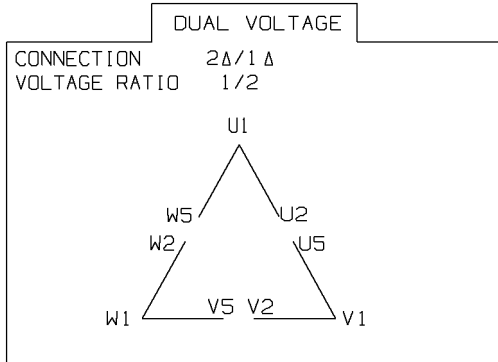 DUAL VOLTAGE
CONNECTION 2Δ/1Δ
VOLTAGE RATIO 1/2
U1
W5 U2
W2 U5
V5 V2
W1 V1